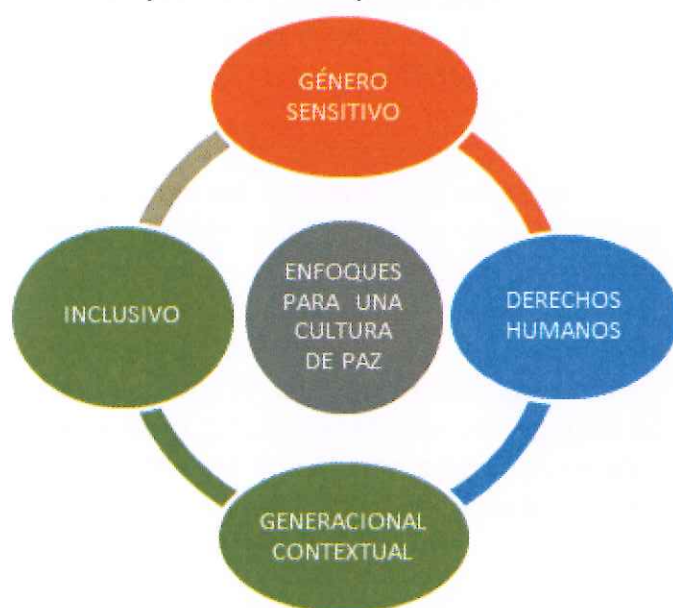 GÉNERO
SENSITIVO
ENFOQUES
PARA UNA
CULTURA
DE PAZ
DERECHOS
HUMANOS
INCLUSIVO
GENERACIONAL
CONTEXTUAL